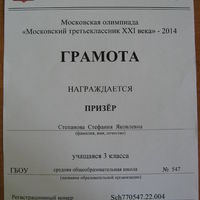 Московская олимпиада
«Московский третьеклассник XXI века» - 2014
ГРАМОТА
НАГРАЖДАЕТСЯ
ПРИЗЁР
Степанова Стефания Яковлевна
(фамилия, имя, отчество)
учащаяся 3 класса
ГБОУ средняя общеобразовательная школа № 547
(название образовательной организации)
Регистрационный номер Sch770547.22.004